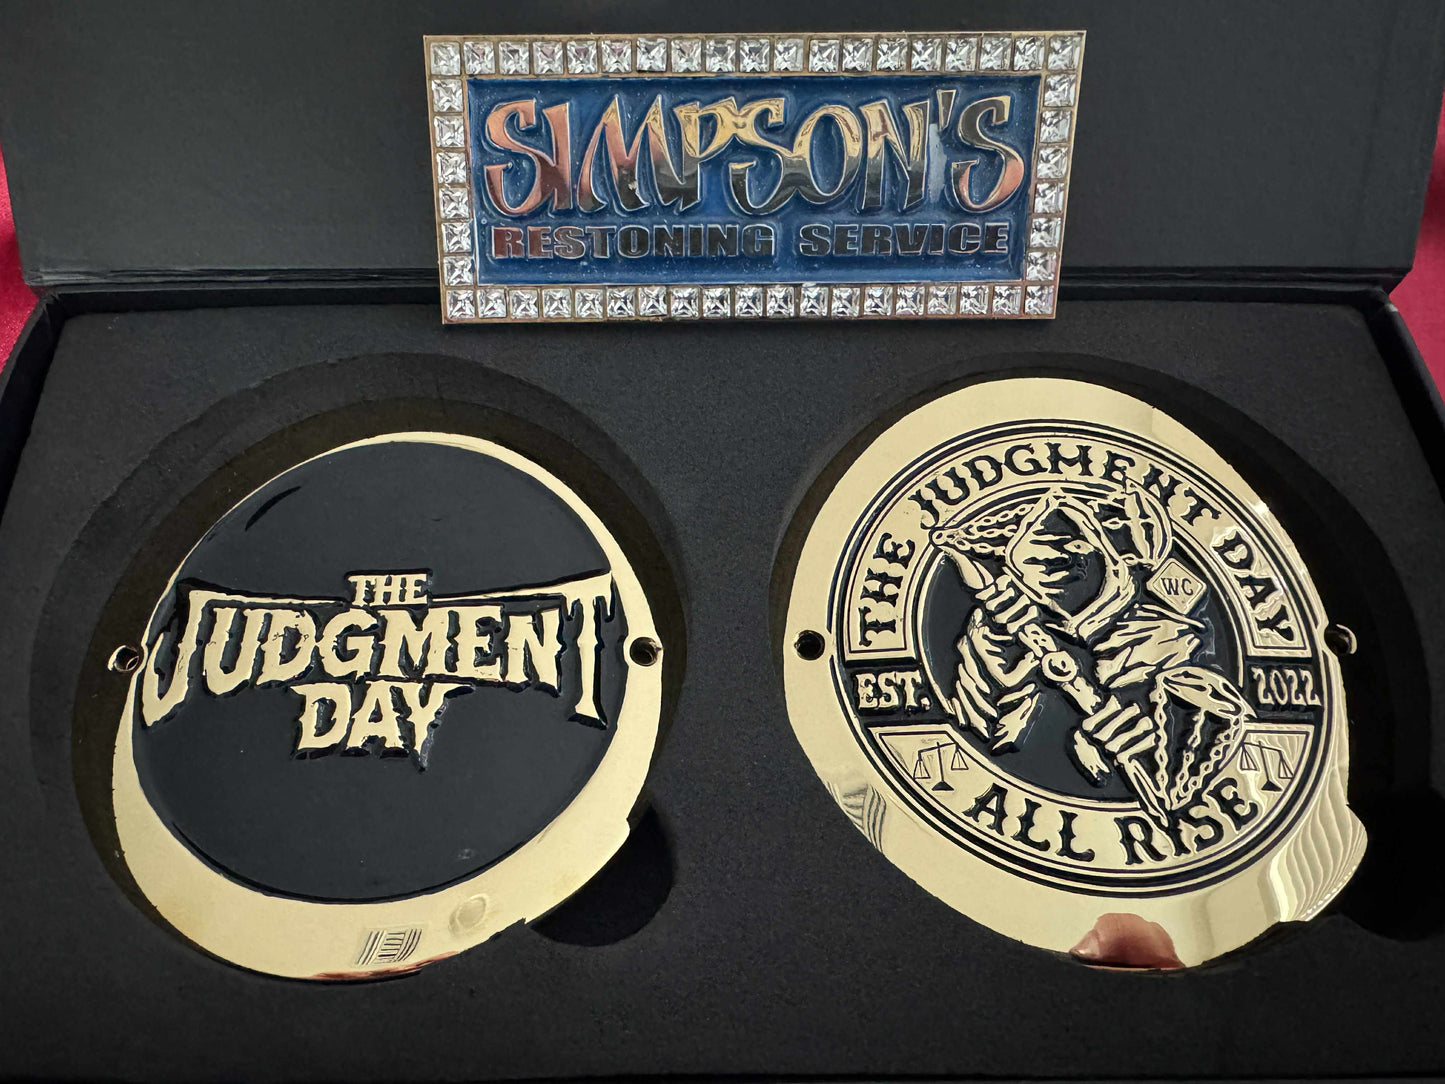 SIMPSON'S
RESTONING SERVICE
THE
JUDGMENT
DAY
THE JUDGMENT DAY
WC
EST. 2022
ALL RISE